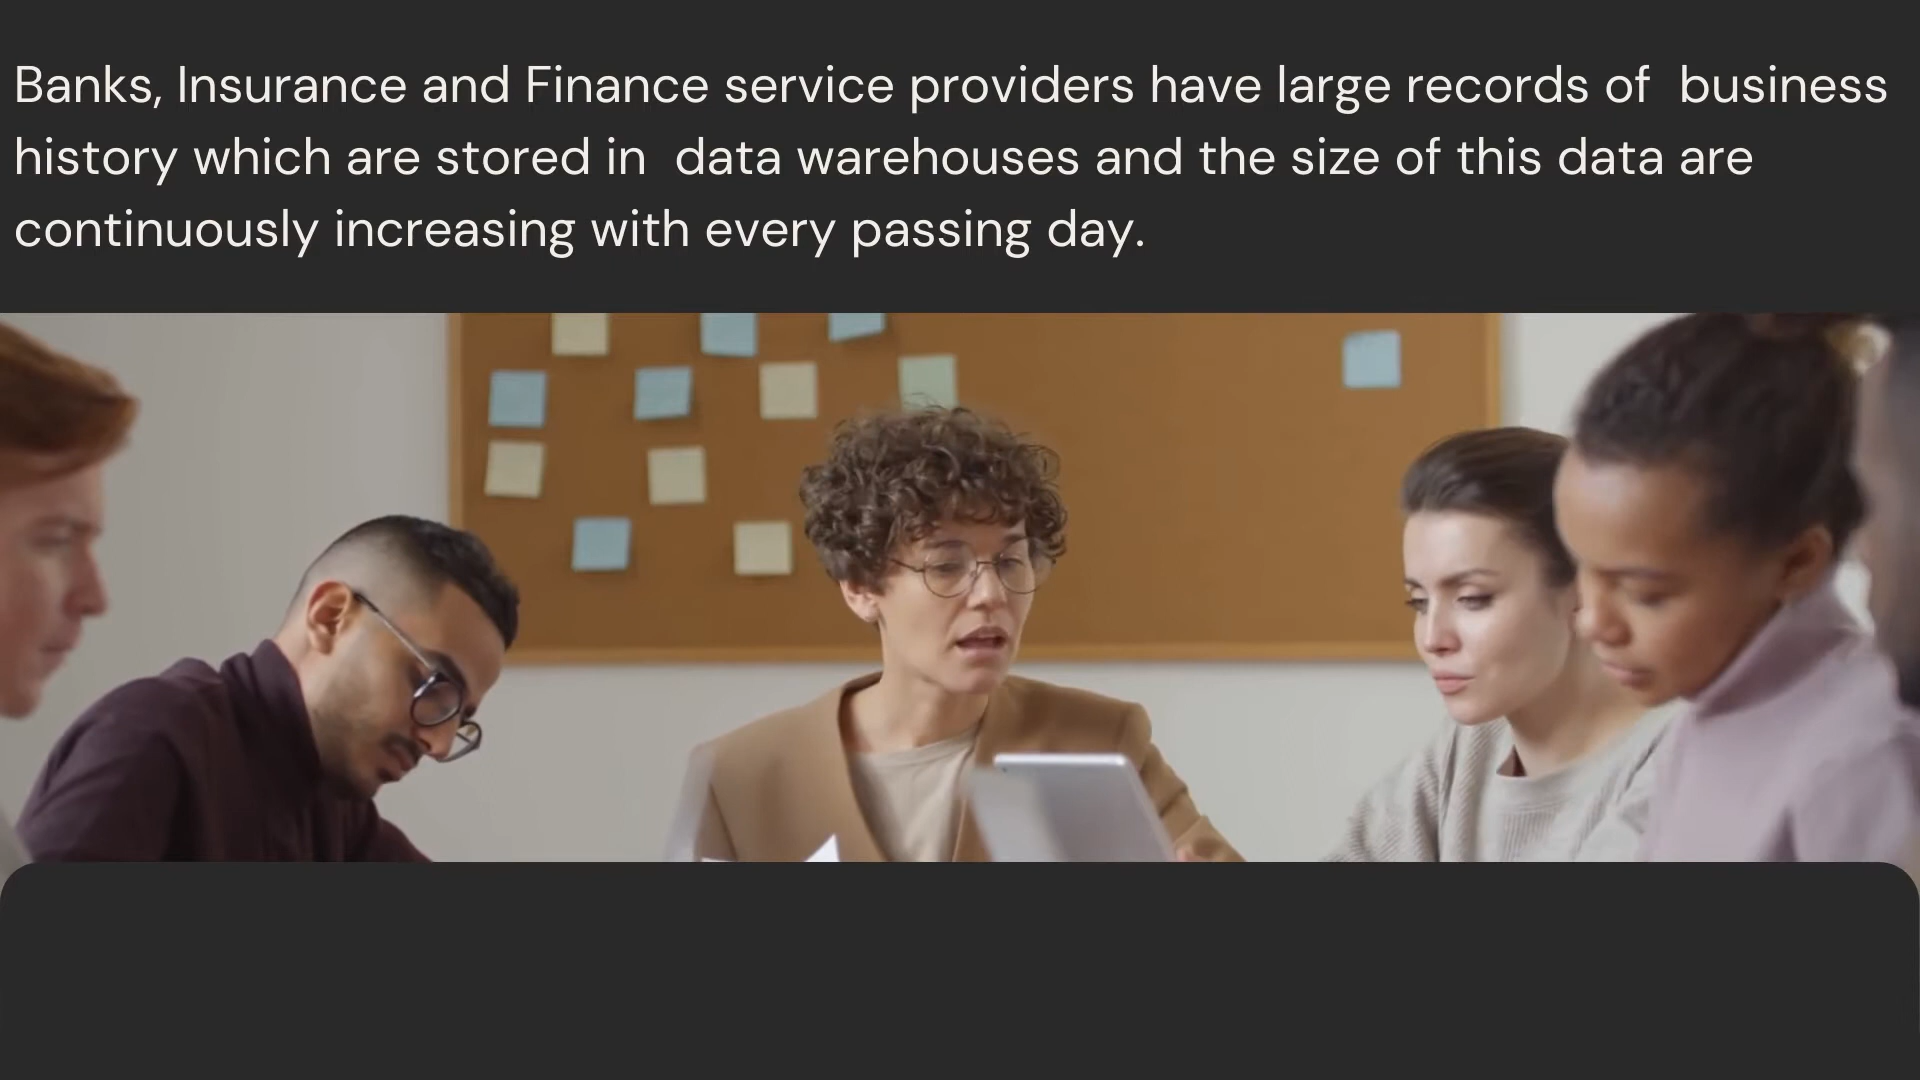 Banks, Insurance and Finance service providers have large records of  business
history which are stored in  data warehouses and the size of this data are
continuously increasing with every passing day.